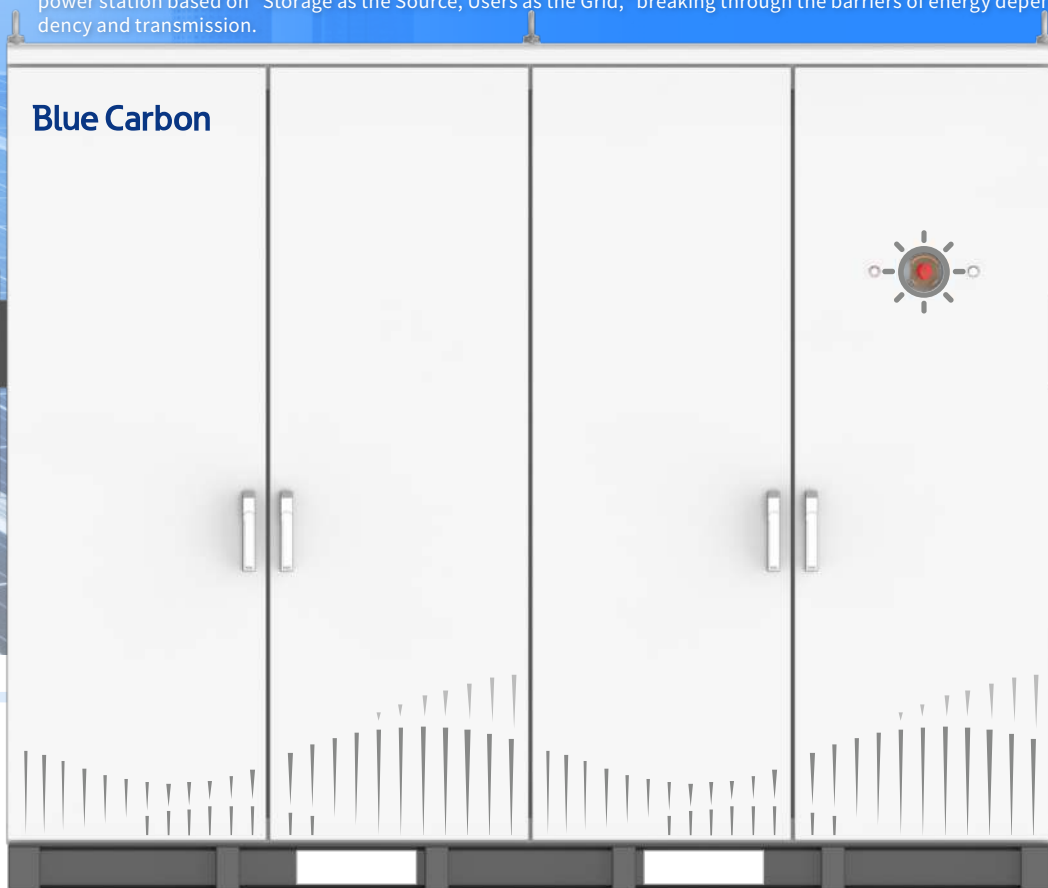 power station based on "Storage as the Source, Users as the Grid," breaking through the barriers of energy depen
dency and transmission.
Blue Carbon